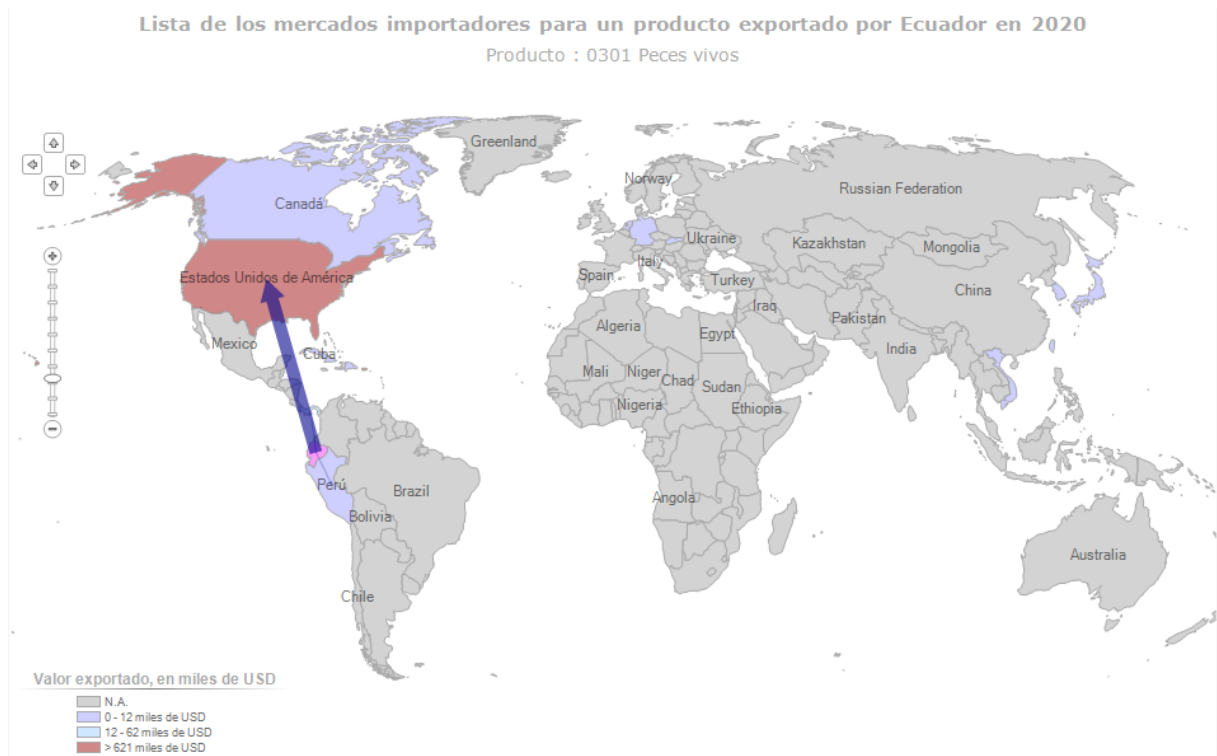 Lista de los mercados importadores para un producto exportado por Ecuador en 2020
Producto : 0301 Peces vivos
Greenland
Norway
Russian Federation
Canadá
Ukraine
Kazakhstan
Mongolia
Italy
Estados Unidos de América
Spain
Turkey
China
Iraq
Algeria
Egypt
Pakistan
Mexico
India
Cuba
Mali
Niger
Chad
Sudan
Nigeria
Ethiopia
Perú
Brazil
Angola
Bolivia
Australia
Chile
Valor exportado, en miles de USD
N.A.
0 - 12 miles de USD
12 - 62 miles de USD
> 621 miles de USD